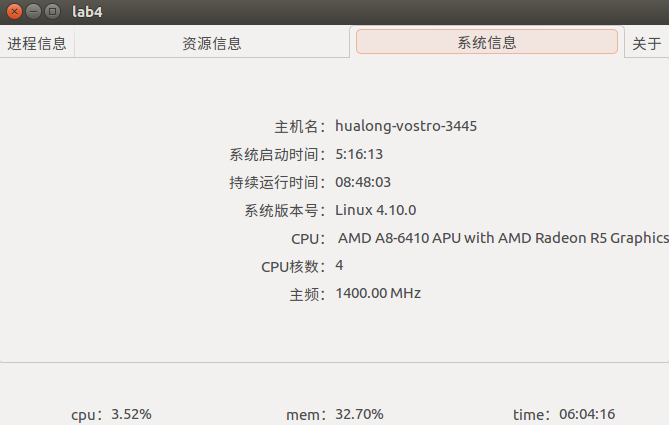 lab4
进程信息 资源信息 系统信息 关于
主机名： hualong-vostro-3445
系统启动时间： 5:16:13
持续运行时间： 08:48:03
系统版本号： Linux 4.10.0
CPU： AMD A8-6410 APU with AMD Radeon R5 Graphics
CPU核数： 4
主频： 1400.00 MHz
cpu： 3.52% mem： 32.70% time： 06:04:16